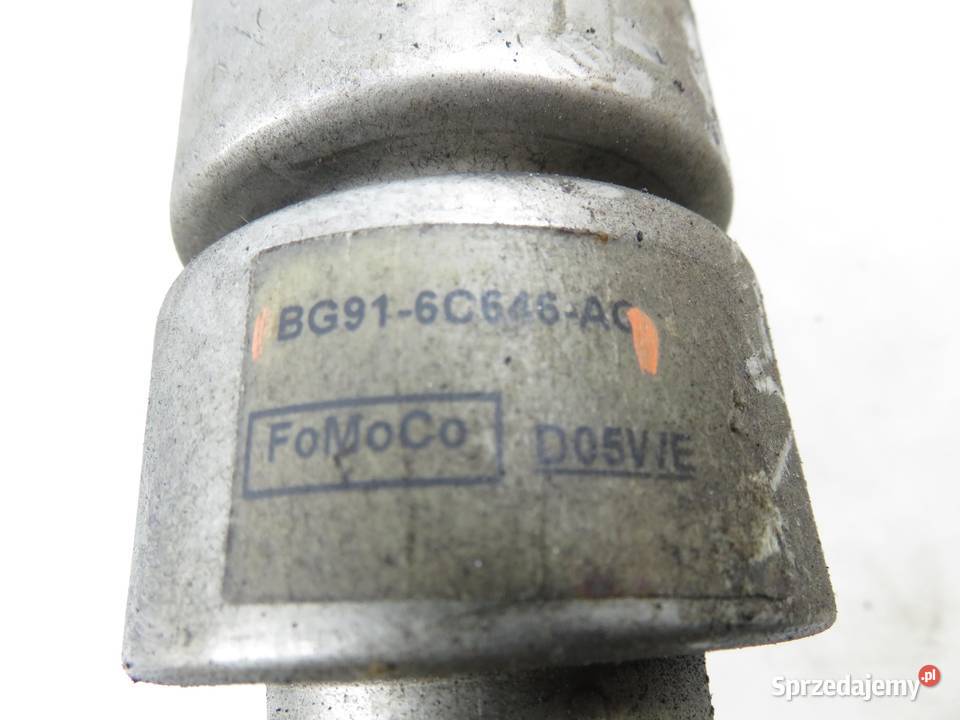 BG91-6C646-AC
FoMoCo
D05V/E
Sprzedajemy.pl